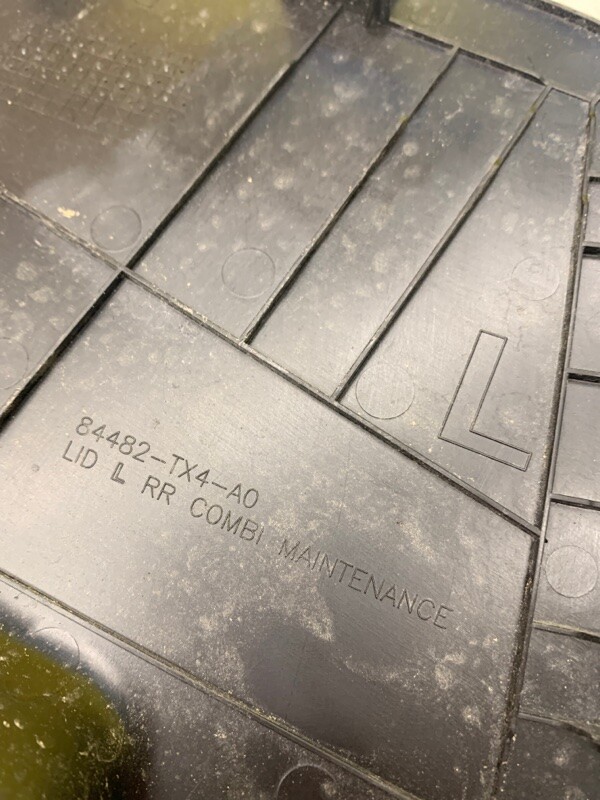 L
84482-TX4-A0
LID L RR COMBI MAINTENANCE